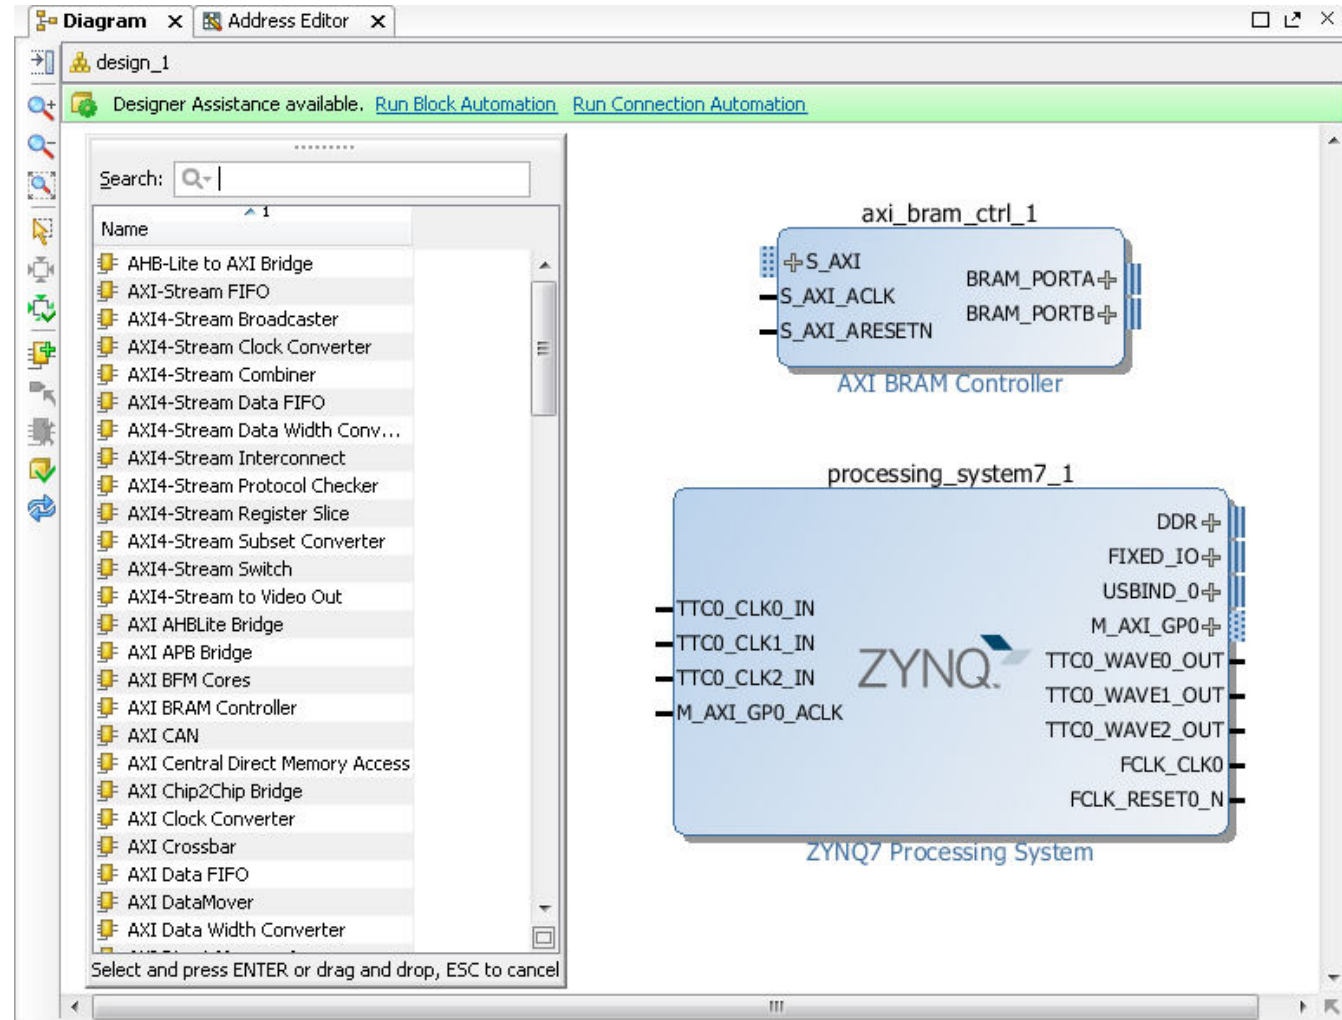 Diagram
Address Editor
design_1
Designer Assistance available. Run Block Automation Run Connection Automation
Search:
1
Name
AHB-Lite to AXI Bridge
AXI-Stream FIFO
AXI4-Stream Broadcaster
AXI4-Stream Clock Converter
AXI4-Stream Combiner
AXI4-Stream Data FIFO
AXI4-Stream Data Width Conv...
AXI4-Stream Interconnect
AXI4-Stream Protocol Checker
AXI4-Stream Register Slice
AXI4-Stream Subset Converter
AXI4-Stream Switch
AXI4-Stream to Video Out
AXI AHBLite Bridge
AXI APB Bridge
AXI BFM Cores
AXI BRAM Controller
AXI CAN
AXI Central Direct Memory Access
AXI Chip2Chip Bridge
AXI Clock Converter
AXI Crossbar
AXI Data FIFO
AXI DataMover
AXI Data Width Converter
Select and press ENTER or drag and drop, ESC to cancel
axi_bram_ctrl_1
S_AXI
S_AXI_ACLK
S_AXI_ARESETN
BRAM_PORTA
BRAM_PORTB
AXI BRAM Controller
processing_system7_1
TTC0_CLK0_IN
TTC0_CLK1_IN
TTC0_CLK2_IN
M_AXI_GP0_ACLK
ZYNQ
DDR
FIXED_IO
USBIND_0
M_AXI_GP0
TTC0_WAVE0_OUT
TTC0_WAVE1_OUT
TTC0_WAVE2_OUT
FCLK_CLK0
FCLK_RESET0_N
ZYNQ7 Processing System